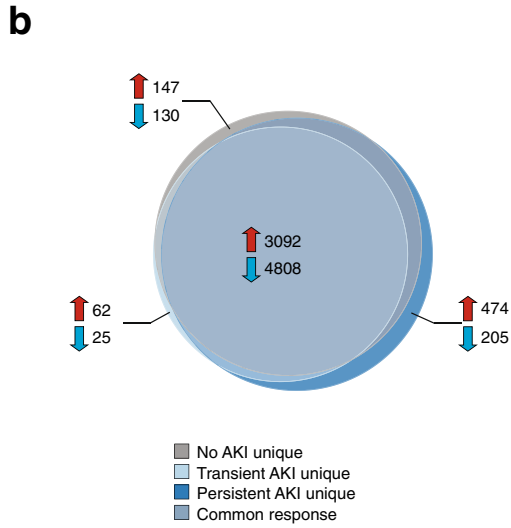 b
147
130
3092
4808
62
25
474
205
No AKI unique
Transient AKI unique
Persistent AKI unique
Common response